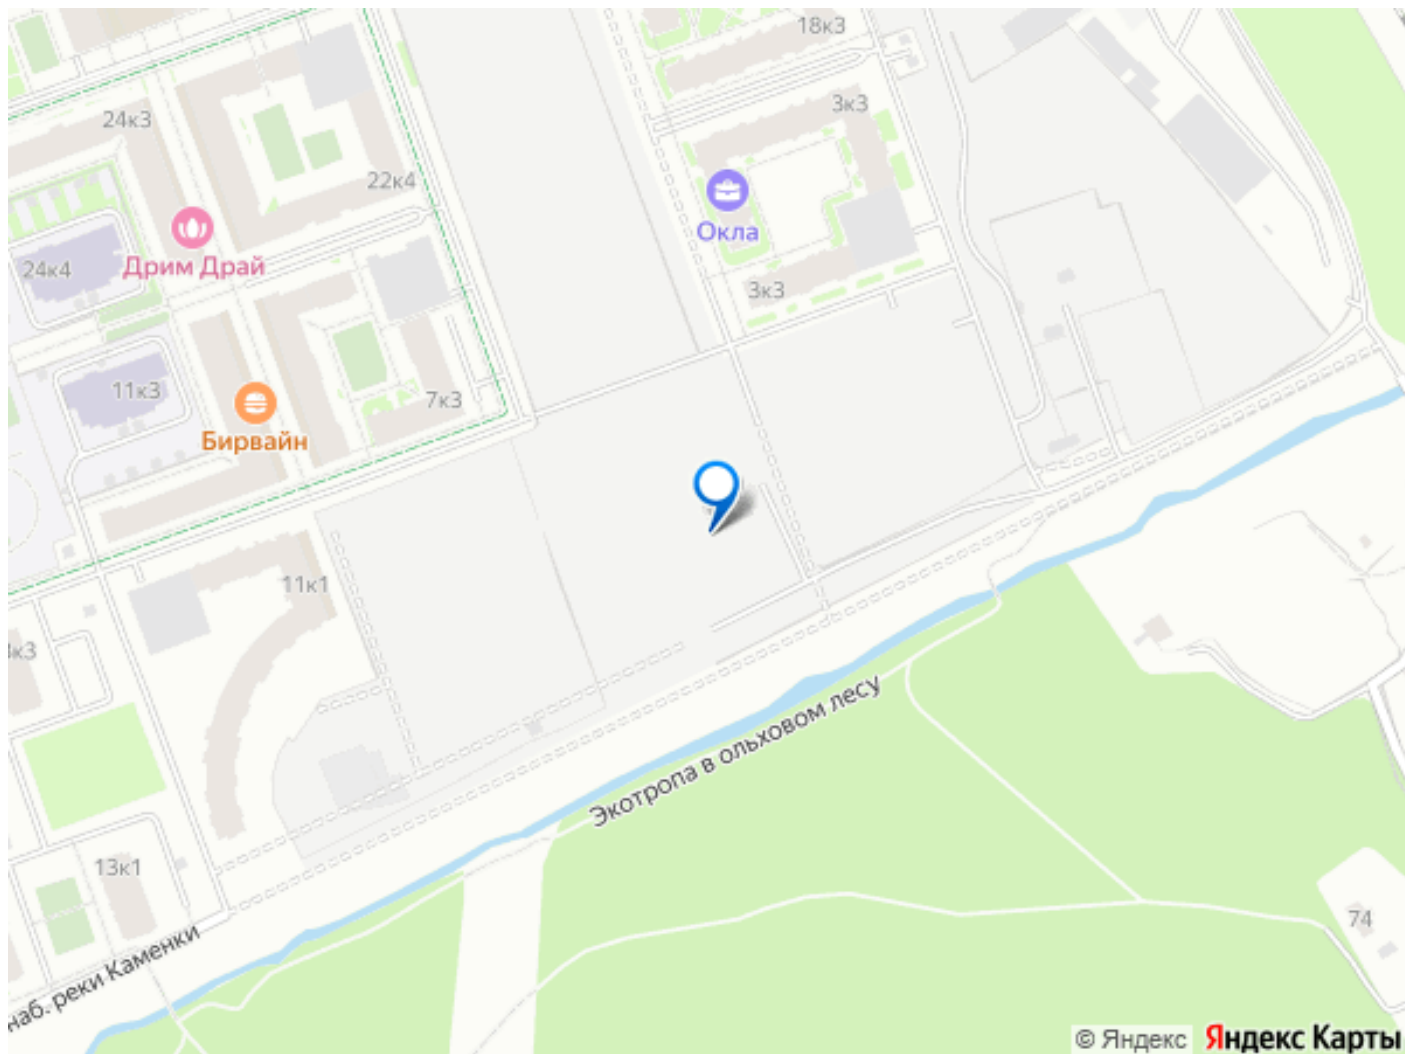 18к3
24к3
3к3
22к4
Окла
24к4
Дрим Драй
3к3
11к3
7к3
Бирвайн
11к1
к3
Экотропа в ольховом лесу
13к1
74
наб. реки Каменки
© Яндекс Яндекс Карты